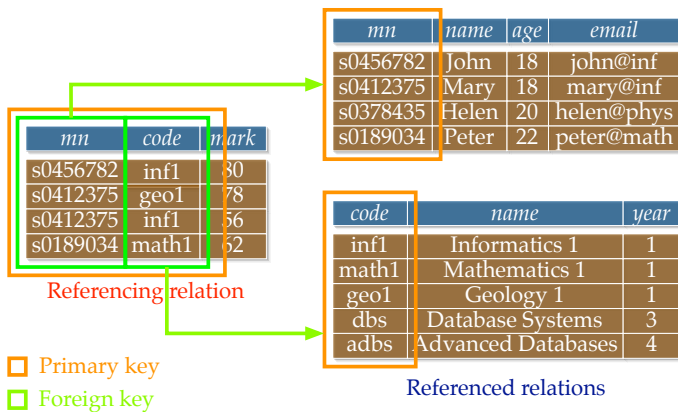 mn name age email
s0456782 John 18 john@inf
s0412375 Mary 18 mary@inf
s0378435 Helen 20 helen@phys
s0189034 Peter 22 peter@math
mn code mark
s0456782 inf1 80
s0412375 geo1 78
s0412375 inf1 56
s0189034 math1 62
Referencing relation
code name year
inf1 Informatics 1 1
math1 Mathematics 1 1
geo1 Geology 1 1
dbs Database Systems 3
adbs Advanced Databases 4
Referenced relations
Primary key
Foreign key